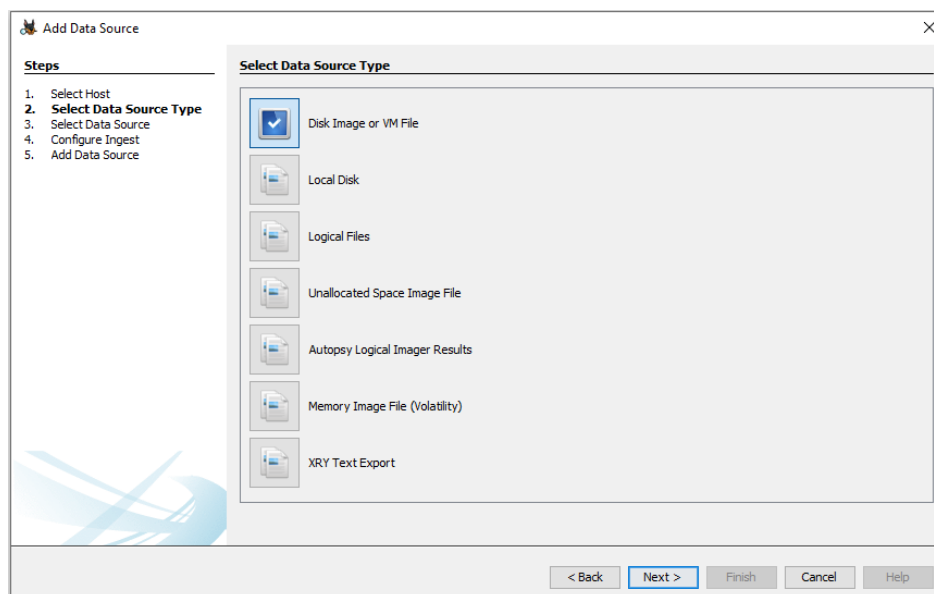 Add Data Source
Steps
1. Select Host
2. Select Data Source Type
3. Select Data Source
4. Configure Ingest
5. Add Data Source
Select Data Source Type
Disk Image or VM File
Local Disk
Logical Files
Unallocated Space Image File
Autopsy Logical Imager Results
Memory Image File (Volatility)
XRY Text Export
< Back Next > Finish Cancel Help